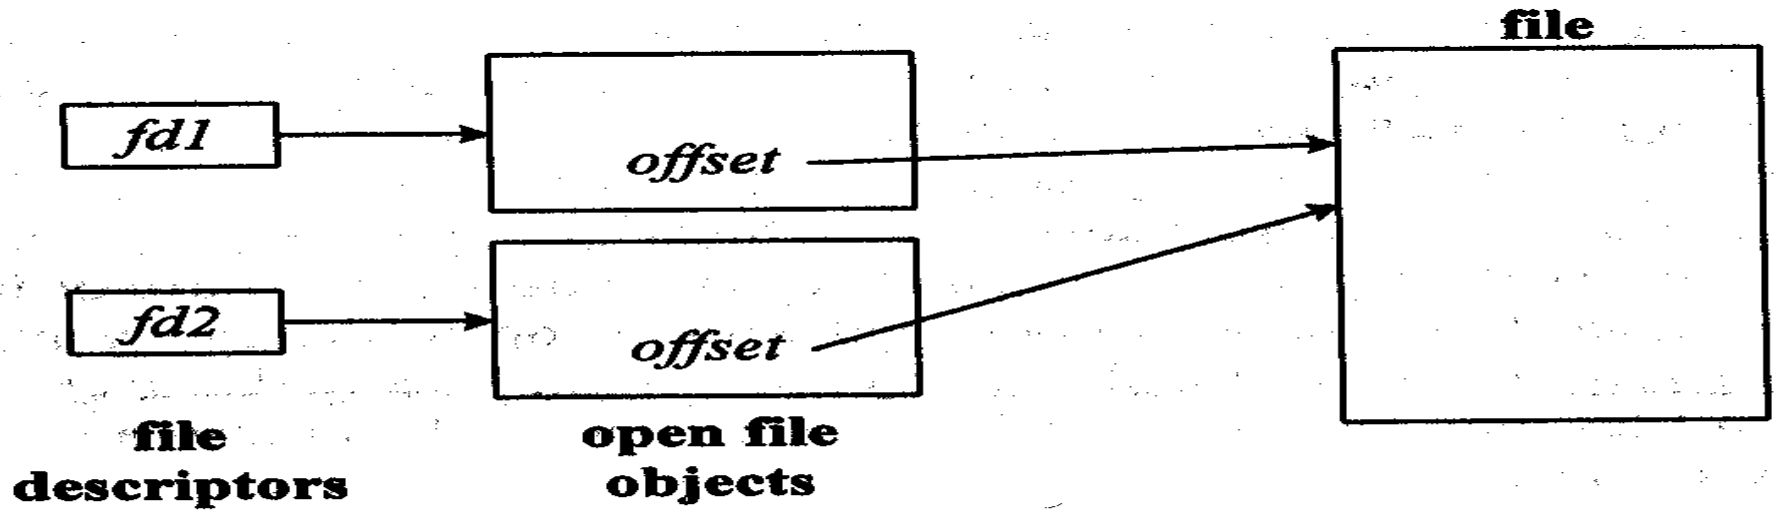 file
fd1
offset
fd2
offset
file
descriptors
open file
objects